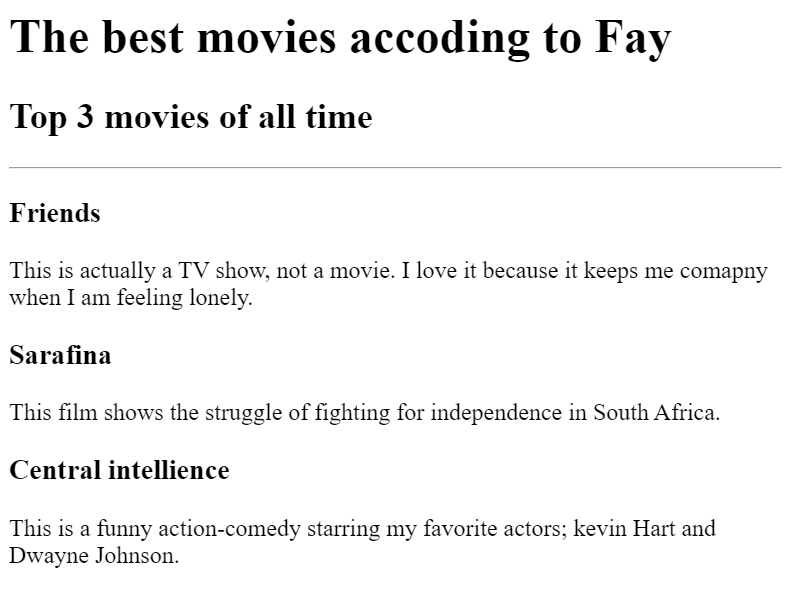 The best movies accoding to Fay
Top 3 movies of all time
Friends
This is actually a TV show, not a movie. I love it because it keeps me comapny
when I am feeling lonely.
Sarafina
This film shows the struggle of fighting for independence in South Africa.
Central intellience
This is a funny action-comedy starring my favorite actors; kevin Hart and
Dwayne Johnson.